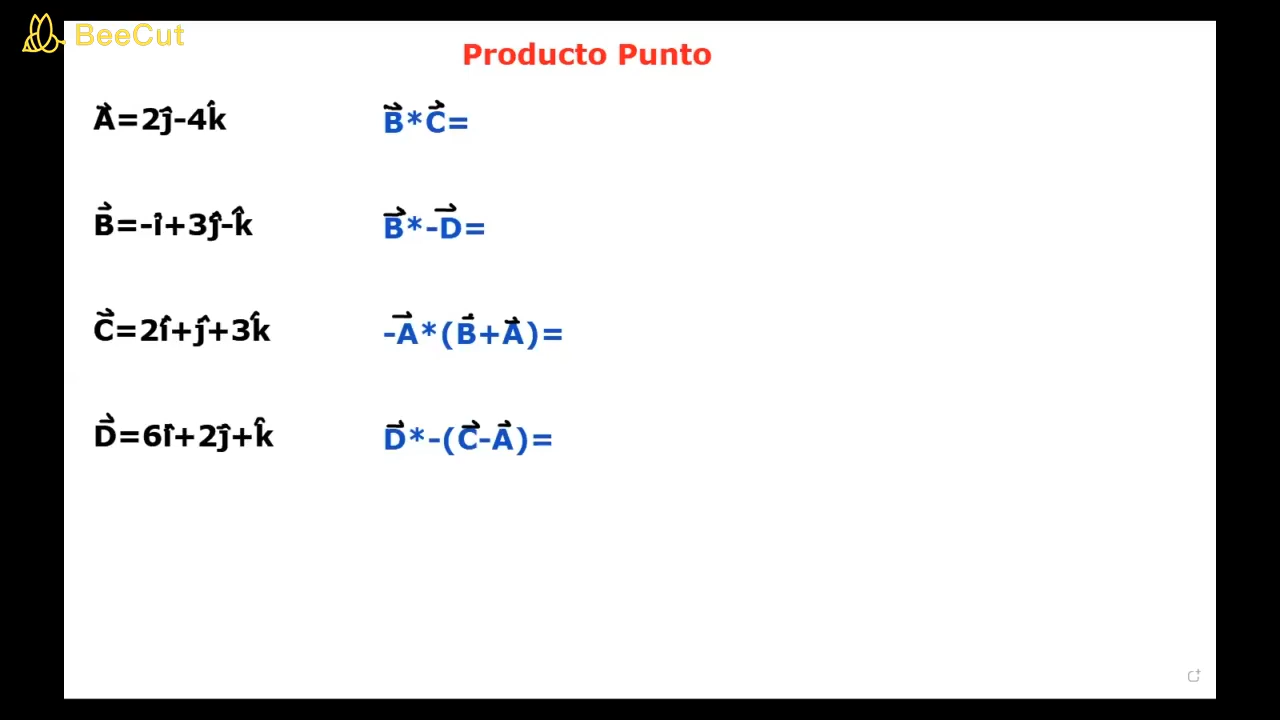 BeeCut
Producto Punto
A⃗=2ĵ-4k̂
B⃗*C⃗=
B⃗=-î+3ĵ-k̂
B⃗*-D⃗=
C⃗=2î+ĵ+3k̂
-A⃗*(B⃗+A⃗)=
D⃗=6î+2ĵ+k̂
D⃗*-(C⃗-A⃗)=